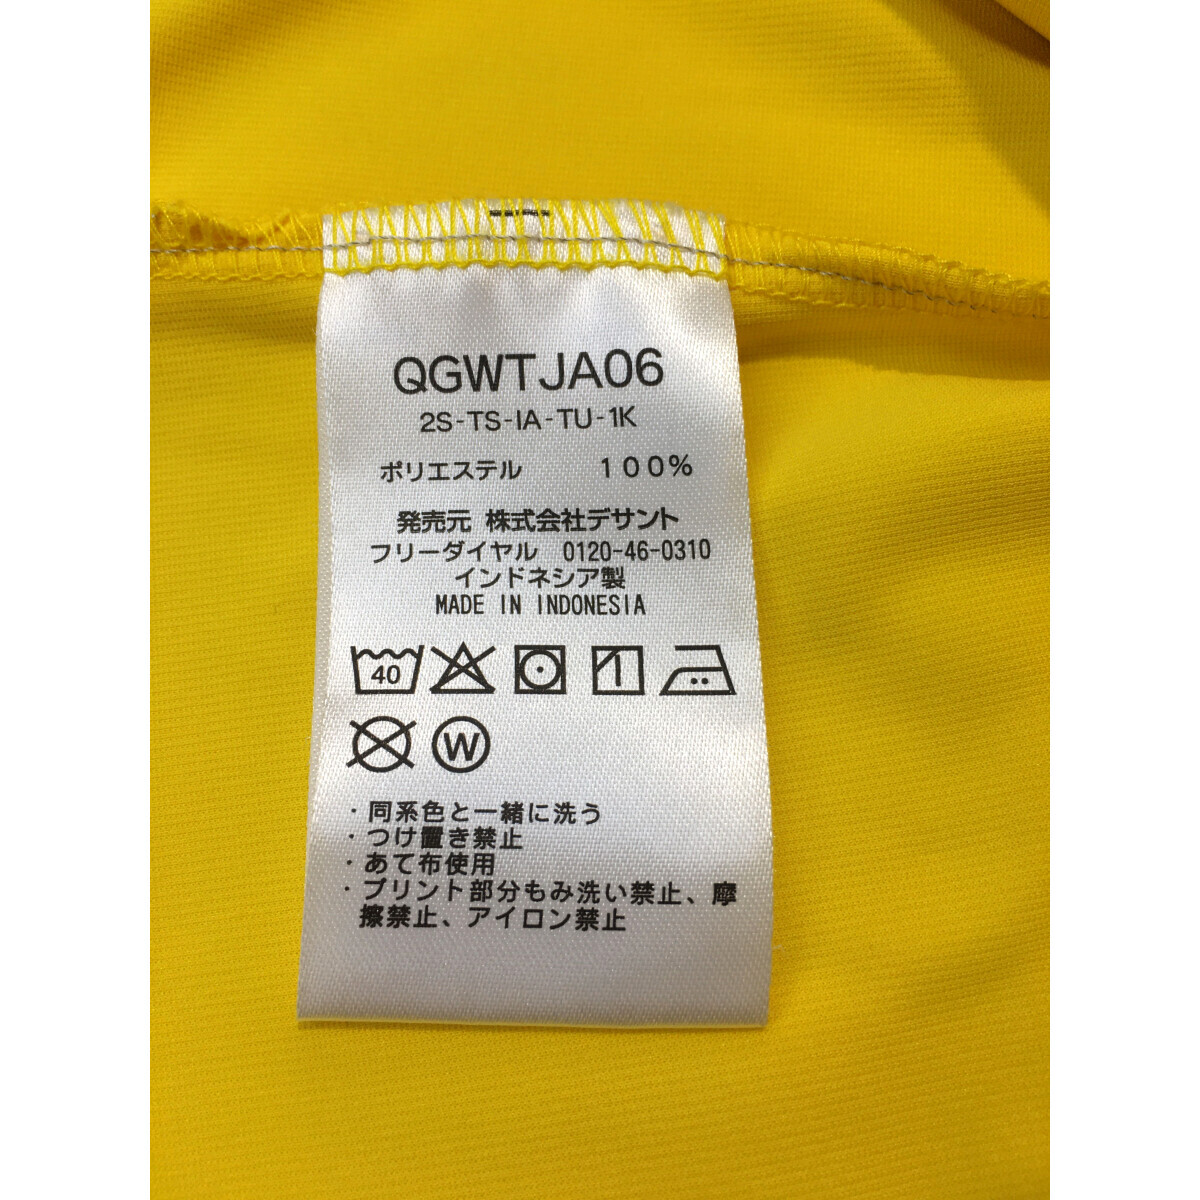 QGWTJA06
2S-TS-IA-TU-1K
ポリエステル 100%
発売元 株式会社デサント
フリーダイヤル 0120-46-0310
インドネシア製
MADE IN INDONESIA
40
W
・同系色と一緒に洗う
・つけ置き禁止
・あて布使用
・プリント部分もみ洗い禁止、摩
擦禁止、アイロン禁止